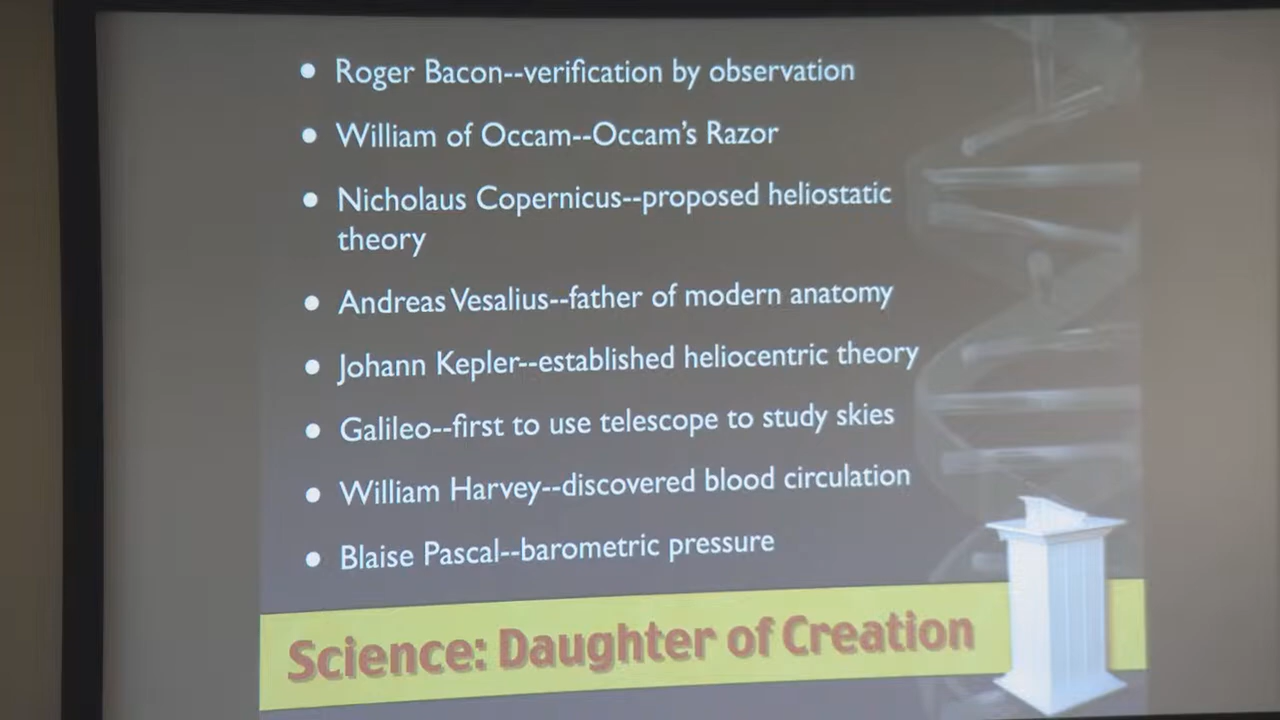 Roger Bacon--verification by observation
William of Occam--Occam's Razor
Nicholaus Copernicus--proposed heliostatic
theory
Andreas Vesalius--father of modern anatomy
Johann Kepler--established heliocentric theory
Galileo--first to use telescope to study skies
William Harvey--discovered blood circulation
Blaise Pascal--barometric pressure
Science: Daughter of Creation